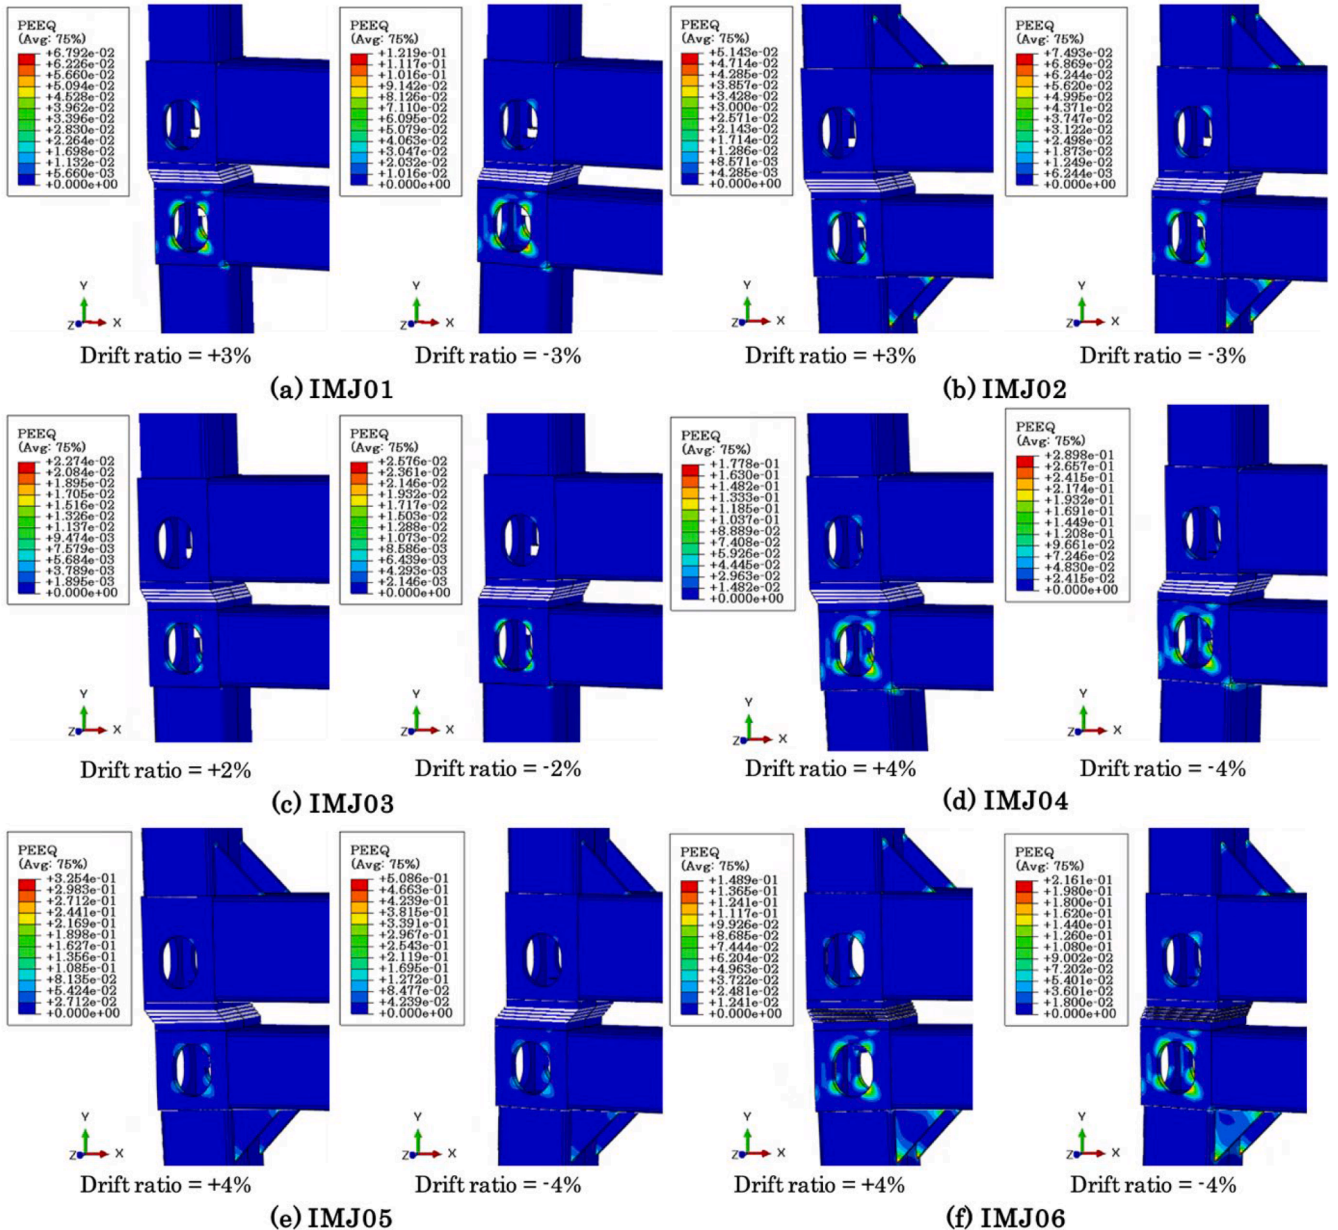 PEEQ
(Avg: 75%)
+6.792e-02
+6.226e-02
+5.660e-02
+5.094e-02
+4.528e-02
+3.962e-02
+3.396e-02
+2.830e-02
+2.264e-02
+1.698e-02
+1.132e-02
+5.660e-03
+0.000e+00
Y
Z
X
Drift ratio = +3%
PEEQ
(Avg: 75%)
+1.219e-01
+1.117e-01
+1.016e-01
+9.142e-02
+8.126e-02
+7.110e-02
+6.095e-02
+5.079e-02
+4.063e-02
+3.047e-02
+2.032e-02
+1.016e-02
+0.000e+00
Y
Z
X
Drift ratio = -3%
(a) IMJ01
PEEQ
(Avg: 75%)
+5.143e-02
+4.714e-02
+4.285e-02
+3.857e-02
+3.428e-02
+3.000e-02
+2.571e-02
+2.143e-02
+1.714e-02
+1.286e-02
+8.571e-03
+4.285e-03
+0.000e+00
Y
Z
X
Drift ratio = +3%
PEEQ
(Avg: 75%)
+7.493e-02
+6.869e-02
+6.244e-02
+5.620e-02
+4.995e-02
+4.371e-02
+3.747e-02
+3.122e-02
+2.498e-02
+1.873e-02
+1.249e-02
+6.244e-03
+0.000e+00
Y
Z
X
Drift ratio = -3%
(b) IMJ02
PEEQ
(Avg: 75%)
+2.274e-02
+2.084e-02
+1.895e-02
+1.705e-02
+1.516e-02
+1.326e-02
+1.137e-02
+9.474e-03
+7.579e-03
+5.684e-03
+3.789e-03
+1.895e-03
+0.000e+00
Y
Z
X
Drift ratio = +2%
PEEQ
(Avg: 75%)
+2.576e-02
+2.361e-02
+2.146e-02
+1.932e-02
+1.717e-02
+1.503e-02
+1.288e-02
+1.073e-02
+8.586e-03
+6.439e-03
+4.293e-03
+2.146e-03
+0.000e+00
Y
Z
X
Drift ratio = -2%
(c) IMJ03
PEEQ
(Avg: 75%)
+1.778e-01
+1.630e-01
+1.482e-01
+1.333e-01
+1.185e-01
+1.037e-01
+8.889e-02
+7.408e-02
+5.926e-02
+4.445e-02
+2.963e-02
+1.482e-02
+0.000e+00
Y
Z
X
Drift ratio = +4%
PEEQ
(Avg: 75%)
+2.898e-01
+2.657e-01
+2.415e-01
+2.174e-01
+1.932e-01
+1.691e-01
+1.449e-01
+1.208e-01
+9.661e-02
+7.246e-02
+4.830e-02
+2.415e-02
+0.000e+00
Y
Z
X
Drift ratio = -4%
(d) IMJ04
PEEQ
(Avg: 75%)
+3.254e-01
+2.983e-01
+2.712e-01
+2.441e-01
+2.169e-01
+1.898e-01
+1.627e-01
+1.356e-01
+1.085e-01
+8.135e-02
+5.424e-02
+2.712e-02
+0.000e+00
Y
Z
X
Drift ratio = +4%
PEEQ
(Avg: 75%)
+5.086e-01
+4.663e-01
+4.239e-01
+3.815e-01
+3.391e-01
+2.967e-01
+2.543e-01
+2.119e-01
+1.695e-01
+1.272e-01
+8.477e-02
+4.239e-02
+0.000e+00
Y
Z
X
Drift ratio = -4%
(e) IMJ05
PEEQ
(Avg: 75%)
+1.489e-01
+1.365e-01
+1.241e-01
+1.117e-01
+9.926e-02
+8.685e-02
+7.444e-02
+6.204e-02
+4.963e-02
+3.722e-02
+2.481e-02
+1.241e-02
+0.000e+00
Y
Z
X
Drift ratio = +4%
PEEQ
(Avg: 75%)
+2.161e-01
+1.980e-01
+1.800e-01
+1.620e-01
+1.440e-01
+1.260e-01
+1.080e-01
+9.002e-02
+7.202e-02
+5.401e-02
+3.601e-02
+1.800e-02
+0.000e+00
Y
Z
X
Drift ratio = -4%
(f) IMJ06